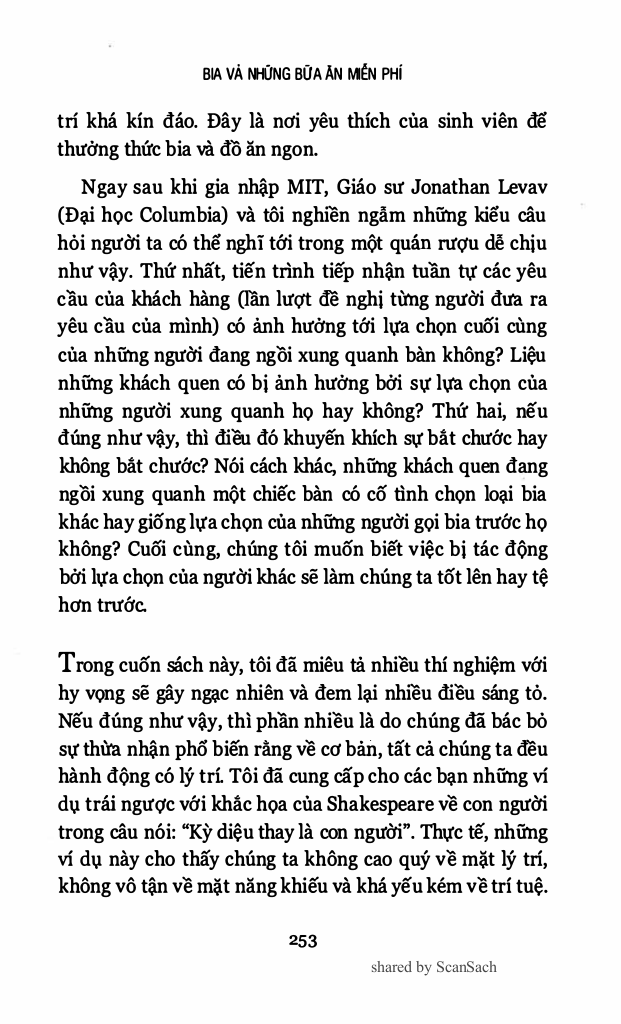 BIA VẢ NHỮNG BỮA ĂN MIỄN PHÍ
trí khá kín đáo. Đây là nơi yêu thích của sinh viên để
thưởng thức bia và đồ ăn ngon.
Ngay sau khi gia nhập MIT, Giáo sư Jonathan Levav
(Đại học Columbia) và tôi nghiền ngẫm những kiểu câu
hỏi người ta có thể nghĩ tới trong một quán rượu dễ chịu
như vậy. Thứ nhất, tiến trình tiếp nhận tuần tự các yêu
cầu của khách hàng (lần lượt đề nghị từng người đưa ra
yêu cầu của mình) có ảnh hưởng tới lựa chọn cuối cùng
của những người đang ngồi xung quanh bàn không? Liệu
những khách quen có bị ảnh hưởng bởi sự lựa chọn của
những người xung quanh họ hay không? Thứ hai, nếu
đúng như vậy, thì điều đó khuyến khích sự bắt chước hay
không bắt chước? Nói cách khác, những khách quen đang
ngồi xung quanh một chiếc bàn có cố tình chọn loại bia
khác hay giống lựa chọn của những người gọi bia trước họ
không? Cuối cùng, chúng tôi muốn biết việc bị tác động
bởi lựa chọn của người khác sẽ làm chúng ta tốt lên hay tệ
hơn trước.
Trong cuốn sách này, tôi đã miêu tả nhiều thí nghiệm với
hy vọng sẽ gây ngạc nhiên và đem lại nhiều điều sáng tỏ.
Nếu đúng như vậy, thì phần nhiều là do chúng đã bác bỏ
sự thừa nhận phổ biến rằng về cơ bản, tất cả chúng ta đều
hành động có lý trí. Tôi đã cung cấp cho các bạn những ví
dụ trái ngược với khắc họa của Shakespeare về con người
trong câu nói: “Kỳ diệu thay là con người”. Thực tế, những
ví dụ này cho thấy chúng ta không cao quý về mặt lý trí,
không vô tận về mặt năng khiếu và khá yếu kém về trí tuệ.
253
shared by ScanSach